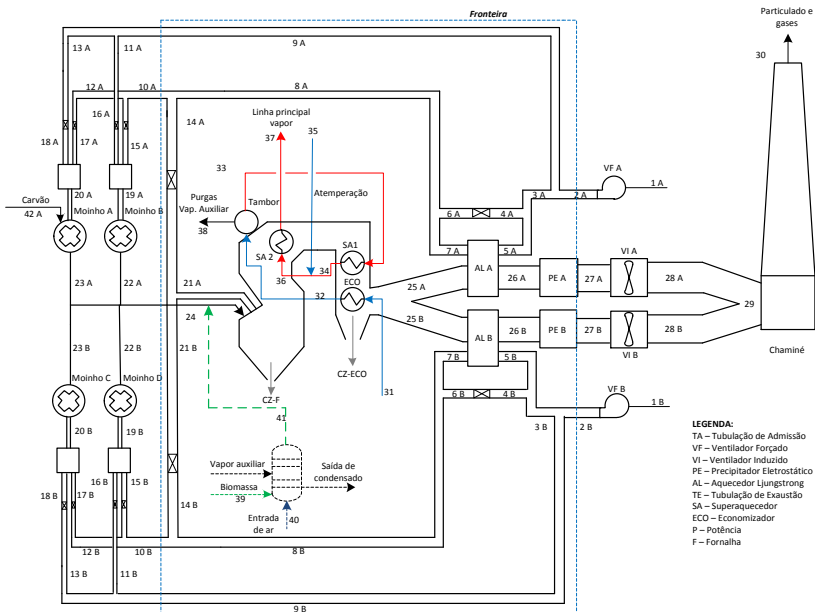 Fronteira
Particulado e
gases
30
9 A
13 A
11 A
12 A
10 A
8 A
16 A
14 A
18 A
17 A
15 A
Linha principal
vapor
37
35
33
Atemperação
Purgas
Vap. Auxiliar
38
Tambor
SA 2
36
34
SA1
ECO
32
Carvão
42 A
20 A
19 A
Moinho A
Moinho B
23 A
22 A
21 A
24
21 B
23 B
22 B
Moinho C
Moinho D
20 B
19 B
18 B
17 B
16 B
15 B
14 B
12 B
10 B
8 B
13 B
11 B
9 B
VF A
1 A
3 A
2 A
6 A
4 A
7 A
5 A
AL A
26 A
PE A
27 A
VI A
28 A
25 A
25 B
29
AL B
26 B
PE B
27 B
VI B
28 B
Chaminé
7 B
5 B
6 B
4 B
3 B
2 B
VF B
1 B
CZ-ECO
31
CZ-F
41
Vapor auxiliar
Saída de
condensado
Biomassa
39
Entrada
de ar
40
LEGENDA:
TA – Tubulação de Admissão
VF – Ventilador Forçado
VI – Ventilador Induzido
PE – Precipitador Eletrostático
AL – Aquecedor Ljungstrong
TE – Tubulação de Exaustão
SA – Superaquecedor
ECO – Economizador
P – Potência
F – Fornalha